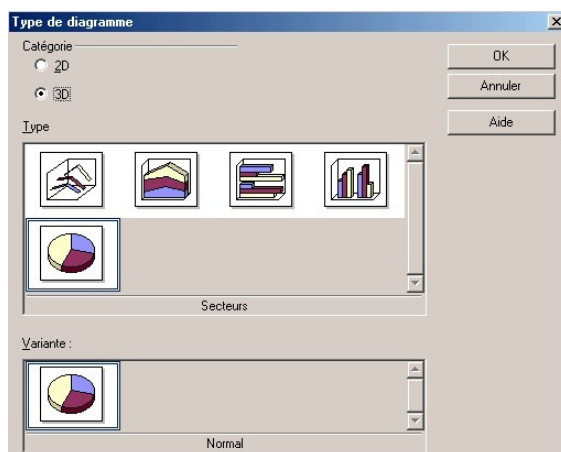 Type de diagramme
Catégorie
2D
3D
OK
Annuler
Aide
Type
Secteurs
Variante :
Normal